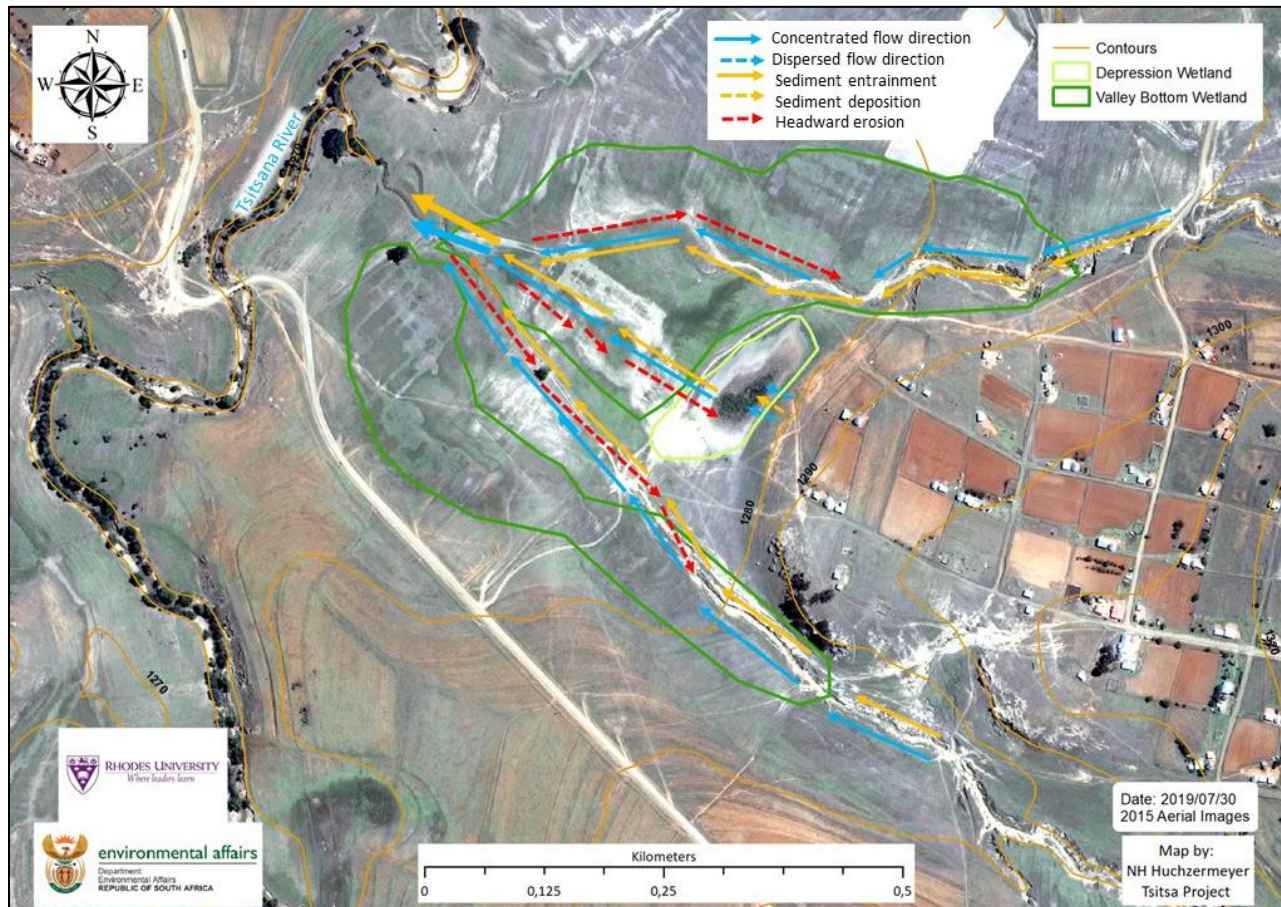 N
W
E
S
Tsitsana River
1270
Concentrated flow direction
Dispersed flow direction
Sediment entrainment
Sediment deposition
Headward erosion
Contours
Depression Wetland
Valley Bottom Wetland
1300
1290
1280
1320
1270
RHODES UNIVERSITY
Where leaders learn
environmental affairs
Department:
Environmental Affairs
REPUBLIC OF SOUTH AFRICA
Kilometers
0
0,125
0,25
0,5
Date: 2019/07/30
2015 Aerial Images
Map by:
NH Huchzermeyer
Tsitsa Project